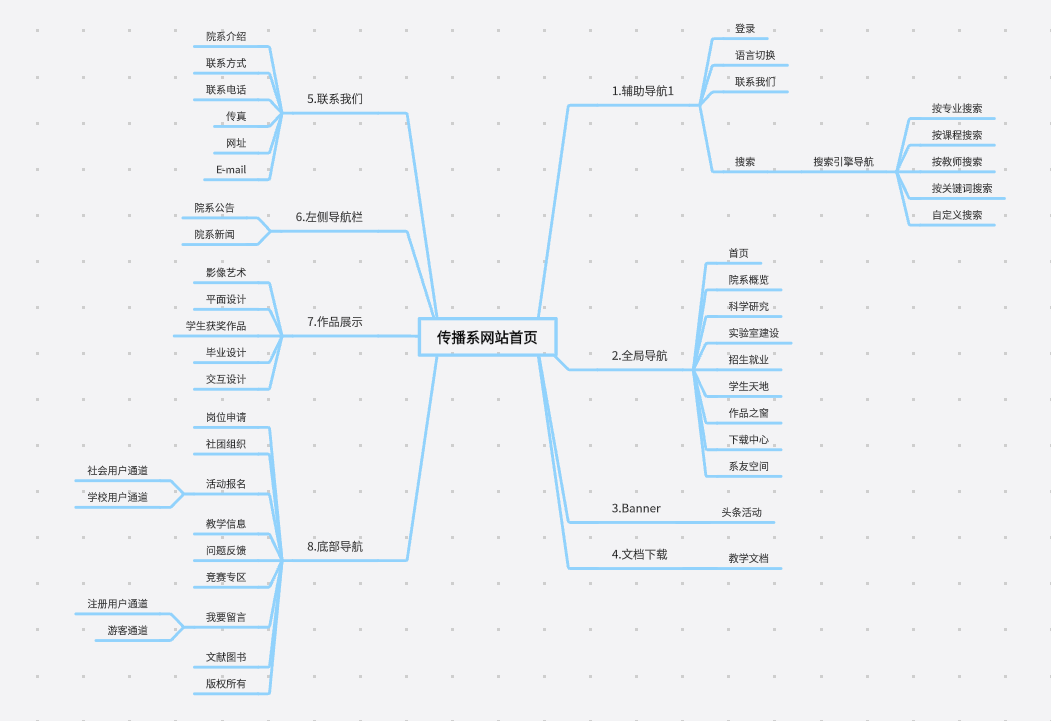 传播系网站首页
1.辅助导航1
登录
语言切换
联系我们
搜索
搜索引擎导航
按专业搜索
按课程搜索
按教师搜索
按关键词搜索
自定义搜索
2.全局导航
首页
院系概览
科学研究
实验室建设
招生就业
学生天地
作品之窗
下载中心
系友空间
3.Banner
头条活动
4.文档下载
教学文档
5.联系我们
院系介绍
联系方式
联系电话
传真
网址
E-mail
6.左侧导航栏
院系公告
院系新闻
7.作品展示
影像艺术
平面设计
学生获奖作品
毕业设计
交互设计
8.底部导航
岗位申请
社团组织
活动报名
社会用户通道
学校用户通道
教学信息
问题反馈
竞赛专区
我要留言
注册用户通道
游客通道
文献图书
版权所有